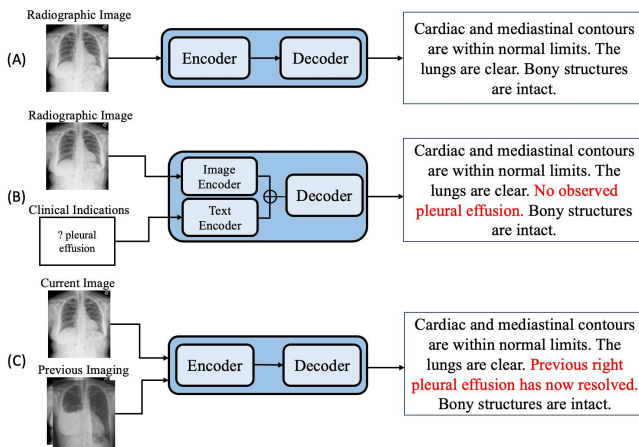 Radiographic Image
(A)
Encoder
Decoder
Cardiac and mediastinal contours
are within normal limits. The
lungs are clear. Bony structures
are intact.
Radiographic Image
(B)
Image
Encoder
Clinical Indications
? pleural
effusion
Text
Encoder
Decoder
Cardiac and mediastinal contours
are within normal limits. The
lungs are clear. No observed
pleural effusion. Bony structures
are intact.
Current Image
(C)
Previous Imaging
Encoder
Decoder
Cardiac and mediastinal contours
are within normal limits. The
lungs are clear. Previous right
pleural effusion has now resolved.
Bony structures are intact.